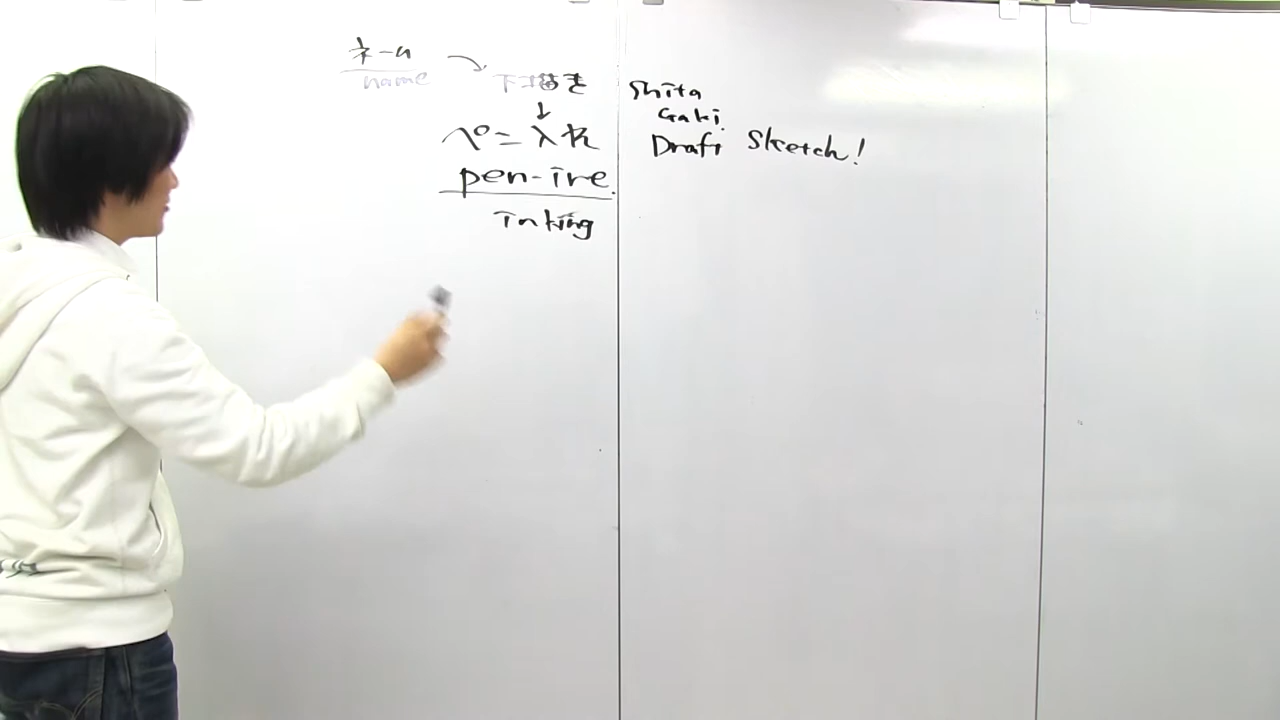 ネーム
name
下描き
ペン入れ
pen-ire.
inking
Shita
Gaki.
Draft Sketch!